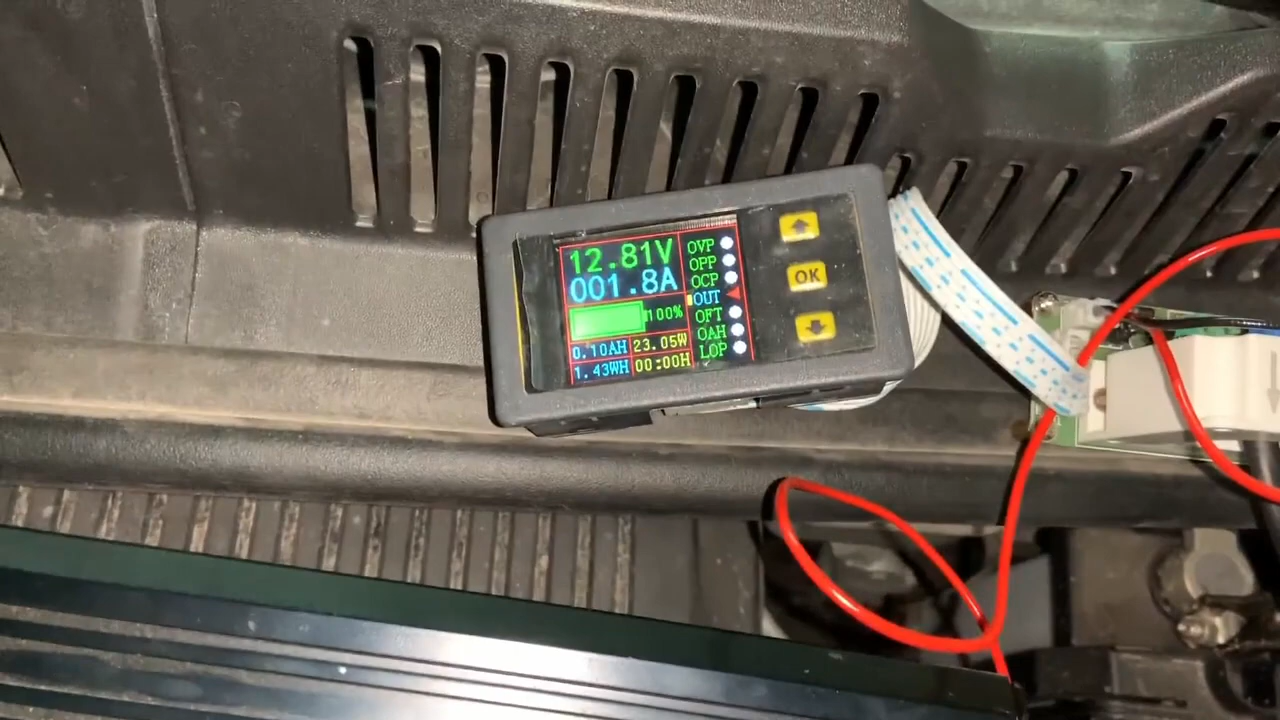 12.81V
001.8A
100%
0.10AH 23.05W
1.43WH 00:00H
OVP
OPP
OCP
OUT
OFT
OAH
LOP
OK